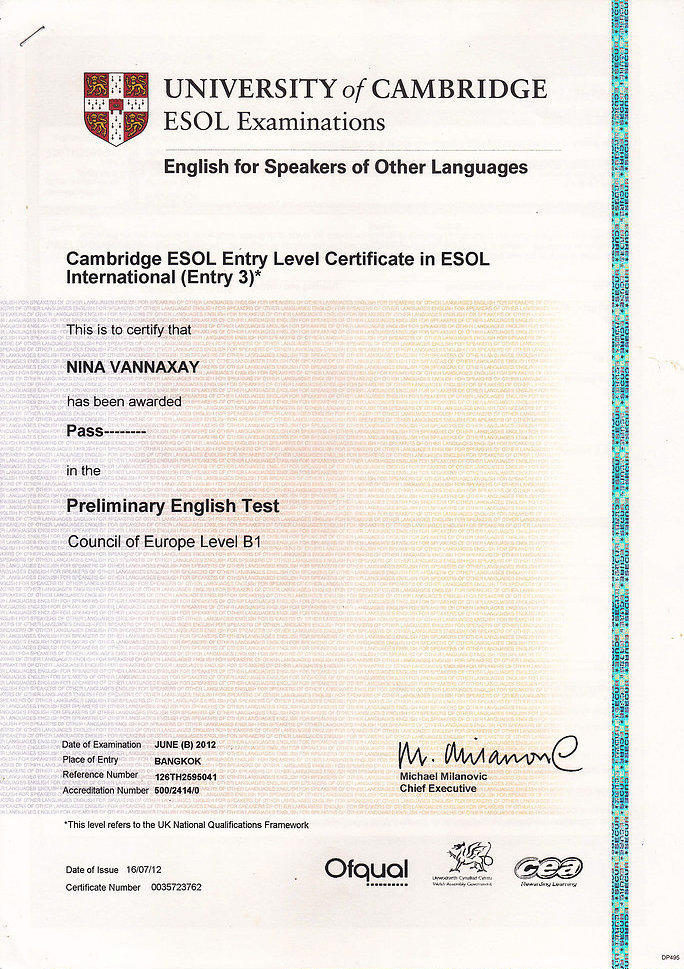 UNIVERSITY of CAMBRIDGE
ESOL Examinations
English for Speakers of Other Languages
Cambridge ESOL Entry Level Certificate in ESOL
International (Entry 3)*
This is to certify that
NINA VANNAXAY
has been awarded
Pass--------
in the
Preliminary English Test
Council of Europe Level B1
Date of Examination JUNE (B) 2012
Place of Entry BANGKOK
Reference Number 126TH2595041
Accreditation Number 500/2414/0
M. Milanovic
Michael Milanovic
Chief Executive
*This level refers to the UK National Qualifications Framework
Date of Issue 16/07/12
Certificate Number 0035723762
Ofqual
Llywodraeth Cynulliad Cymru
Welsh Assembly Government
cea
Rewarding Learning
DP495